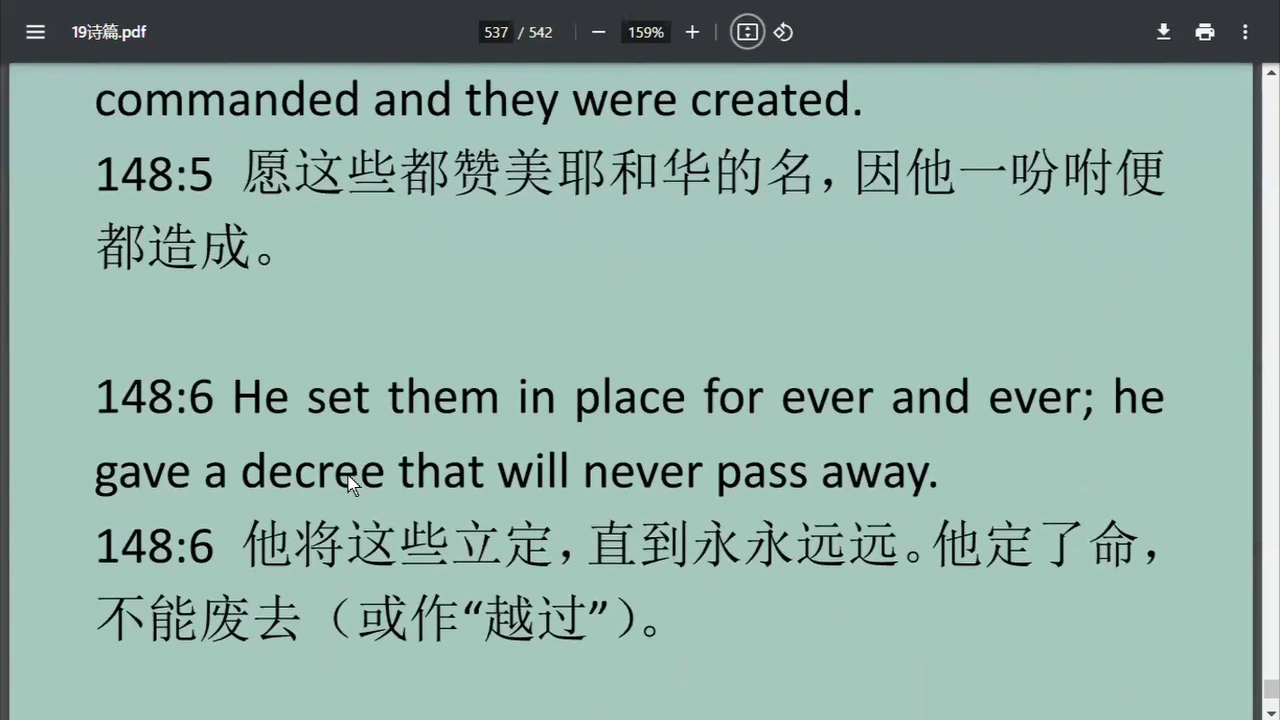 19诗篇.pdf
537 / 542
159%
commanded and they were created.
148:5 愿这些都赞美耶和华的名，因他一吩咐便
都造成。
148:6 He set them in place for ever and ever; he
gave a decree that will never pass away.
148:6 他将这些立定，直到永永远远。他定了命，
不能废去（或作“越过”）。